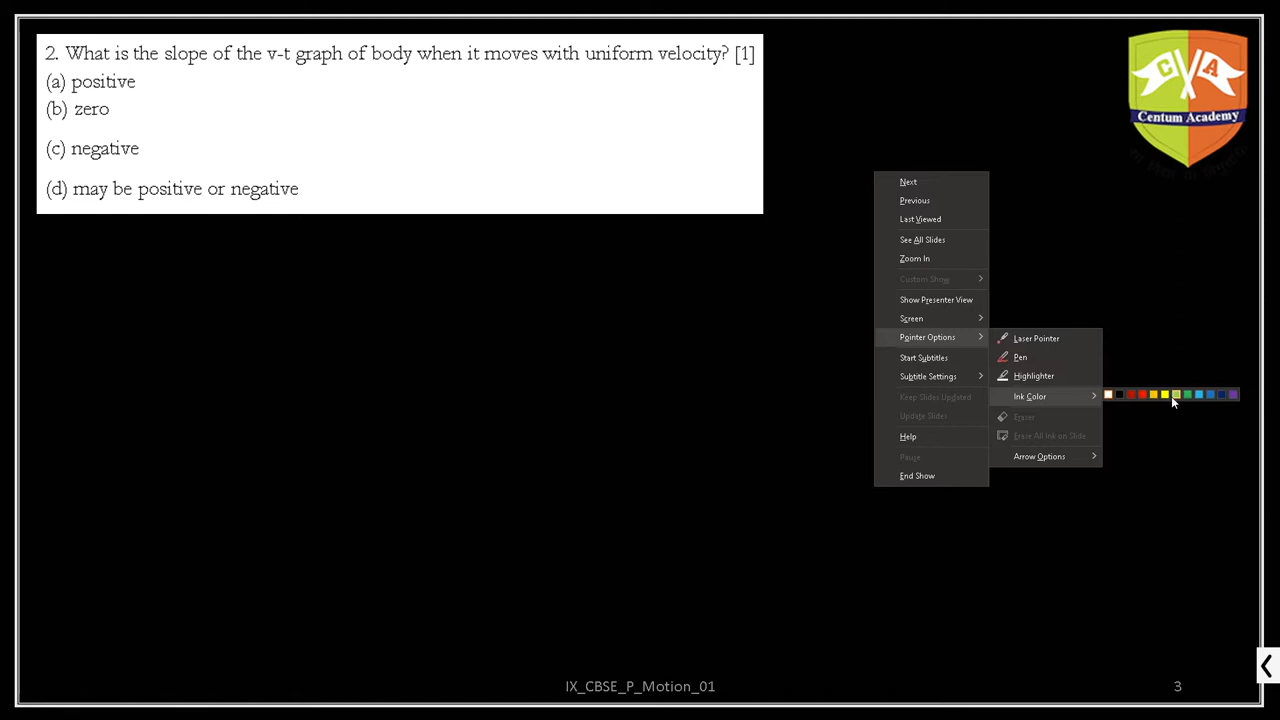 2. What is the slope of the v-t graph of body when it moves with uniform velocity? [1]
(a) positive
(b) zero
(c) negative
(d) may be positive or negative
C A
Centum Academy
Next
Previous
Last Viewed
See All Slides
Zoom In
Custom Show
Show Presenter View
Screen
Pointer Options
Start Subtitles
Subtitle Settings
Keep Slides Updated
Update Slides
Help
Pause
End Show
Laser Pointer
Pen
Highlighter
Ink Color
Eraser
Erase All Ink on Slide
Arrow Options
IX_CBSE_P_Motion_01
3